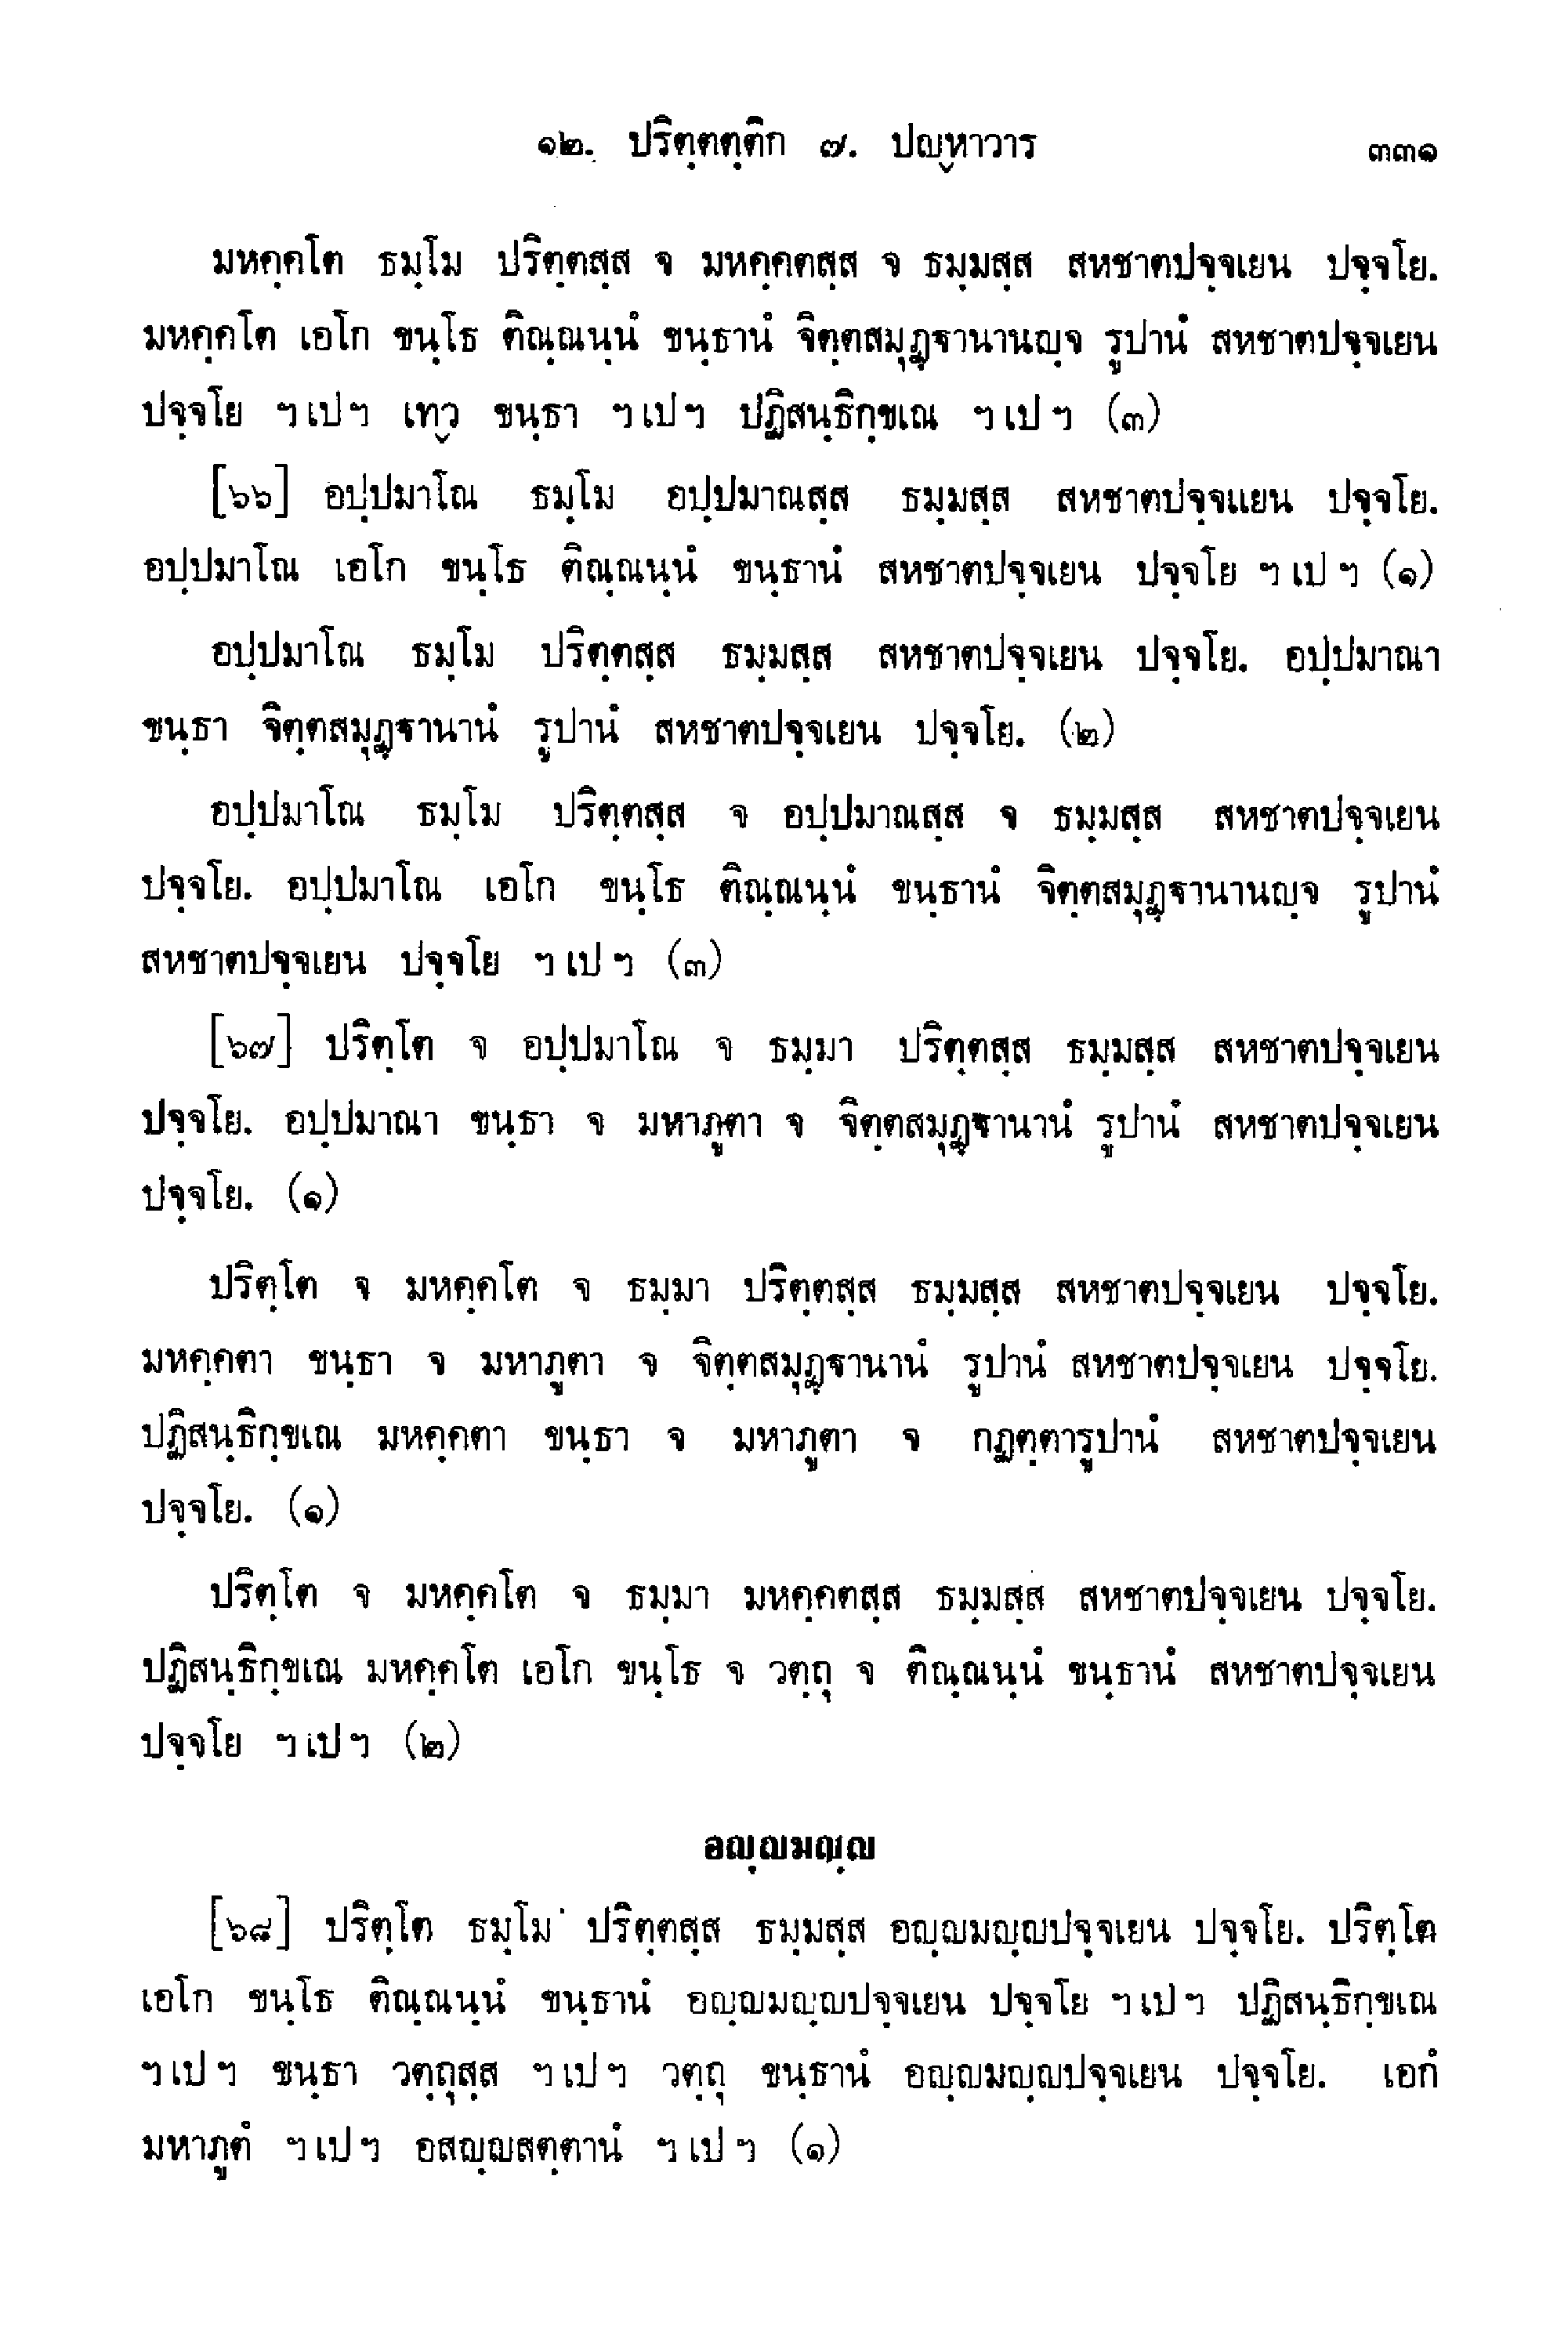 ๑๒. ปริตฺตตฺติก ๗. ปญฺหาวาร ๓๓๑
มหคฺคโต ธมฺโม ปริตฺตสฺส จ มหคฺคตสฺส จ ธมฺมสฺส สหชาตปจฺจเยน ปจฺจโย.
มหคฺคโต เอโก ขนฺโธ ติณฺณนฺนํ ขนฺธานํ จิตฺตสมุฏฺฐานานญฺจ รูปานํ สหชาตปจฺจเยน
ปจฺจโย ฯ เป ฯ เทฺว ขนฺธา ฯ เป ฯ ปฏิสนฺธิกฺขเณ ฯ เป ฯ (๓)
[๖๖] อปฺปมาโณ ธมฺโม อปฺปมาณสฺส ธมฺมสฺส สหชาตปจฺจแยน ปจฺจโย.
อปฺปมาโณ เอโก ขนฺโธ ติณฺณนฺนํ ขนฺธานํ สหชาตปจฺจเยน ปจฺจโย ฯ เป ฯ (๑)
อปฺปมาโณ ธมฺโม ปริตฺตสฺส ธมฺมสฺส สหชาตปจฺจเยน ปจฺจโย. อปฺปมาณา
ขนฺธา จิตฺตสมุฏฺฐานานํ รูปานํ สหชาตปจฺจเยน ปจฺจโย. (๒)
อปฺปมาโณ ธมฺโม ปริตฺตสฺส จ อปฺปมาณสฺส จ ธมฺมสฺส สหชาตปจฺจเยน
ปจฺจโย. อปฺปมาโณ เอโก ขนฺโธ ติณฺณนฺนํ ขนฺธานํ จิตฺตสมุฏฺฐานานญฺจ รูปานํ
สหชาตปจฺจเยน ปจฺจโย ฯ เป ฯ (๓)
[๖๗] ปริตฺโต จ อปฺปมาโณ จ ธมฺมา ปริตฺตสฺส ธมฺมสฺส สหชาตปจฺจเยน
ปจฺจโย. อปฺปมาณา ขนฺธา จ มหาภูตา จ จิตฺตสมุฏฺฐานานํ รูปานํ สหชาตปจฺจเยน
ปจฺจโย. (๑)
ปริตฺโต จ มหคฺคโต จ ธมฺมา ปริตฺตสฺส ธมฺมสฺส สหชาตปจฺจเยน ปจฺจโย.
มหคฺคตา ขนฺธา จ มหาภูตา จ จิตฺตสมุฏฺฐานานํ รูปานํ สหชาตปจฺจเยน ปจฺจโย.
ปฏิสนฺธิกฺขเณ มหคฺคตา ขนฺธา จ มหาภูตา จ กฏตฺตารูปานํ สหชาตปจฺจเยน
ปจฺจโย. (๑)
ปริตฺโต จ มหคฺคโต จ ธมฺมา มหคฺคตสฺส ธมฺมสฺส สหชาตปจฺจเยน ปจฺจโย.
ปฏิสนฺธิกฺขเณ มหคฺคโต เอโก ขนฺโธ จ วตฺถุ จ ติณฺณนฺนํ ขนฺธานํ สหชาตปจฺจเยน
ปจฺจโย ฯ เป ฯ (๒)
อญฺญมญฺญ
[๖๘] ปริตฺโต ธมฺโม ปริตฺตสฺส ธมฺมสฺส อญฺญมญฺญปจฺจเยน ปจฺจโย. ปริตฺโต
เอโก ขนฺโธ ติณฺณนฺนํ ขนฺธานํ อญฺญมญฺญปจฺจเยน ปจฺจโย ฯ เป ฯ ปฏิสนฺธิกฺขเณ
ฯ เป ฯ ขนฺธา วตฺถุสฺส ฯ เป ฯ วตฺถุ ขนฺธานํ อญฺญมญฺญปจฺจเยน ปจฺจโย. เอกํ
มหาภูตํ ฯ เป ฯ อสญฺญสตฺตานํ ฯ เป ฯ (๑)